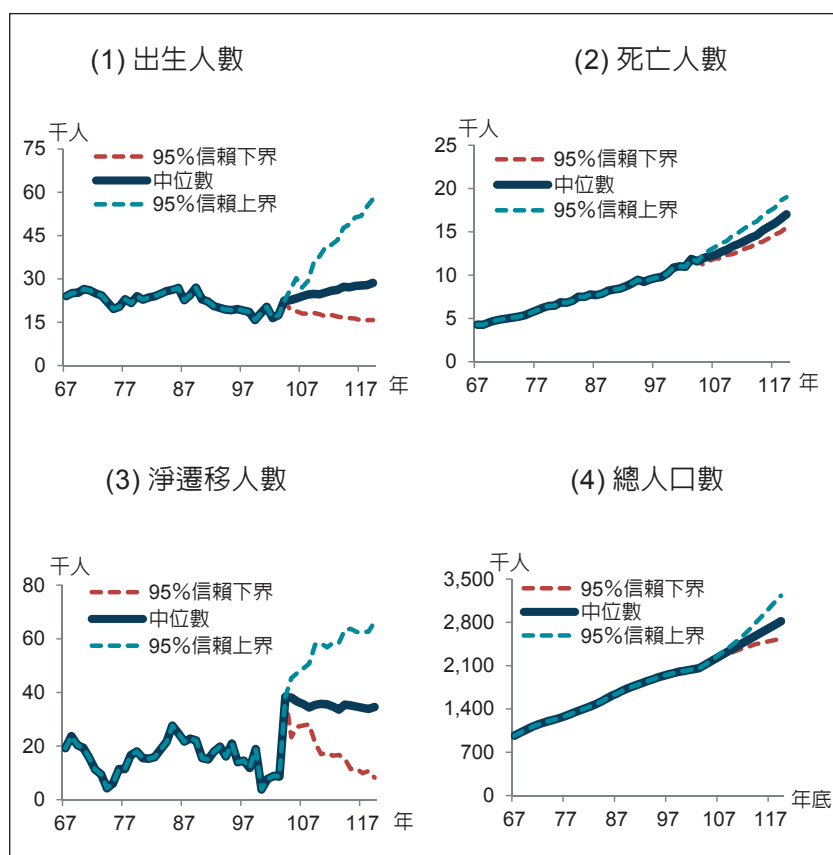 (1) 出生人數
千人
75
60
45
30
15
0
95%信賴下界
中位數
95%信賴上界
67 77 87 97 107 117 年
(2) 死亡人數
千人
25
20
15
10
5
0
95%信賴下界
中位數
95%信賴上界
67 77 87 97 107 117 年
(3) 淨遷移人數
千人
80
60
40
20
0
95%信賴下界
中位數
95%信賴上界
67 77 87 97 107 117 年
(4) 總人口數
千人
3,500
2,800
2,100
1,400
700
0
95%信賴下界
中位數
95%信賴上界
67 77 87 97 107 117 年底